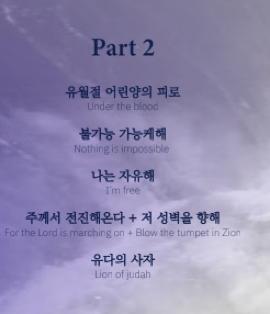 Part 2
유월절 어린양의 피로
Under the blood
불가능 가능케해
Nothing is impossible
나는 자유해
I'm free
주께서 전진해온다 + 저 성벽을 향해
For the Lord is marching on + Blow the tumpet in Zion
유다의 사자
Lion of judah